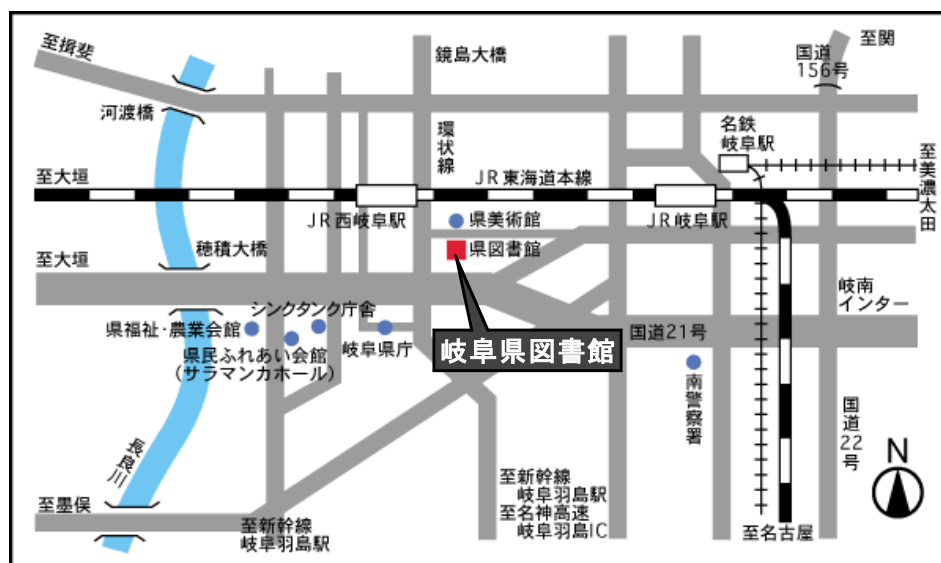 至揖斐
鏡島大橋
国道
156号
至関
河渡橋
環状線
名鉄
岐阜駅
至美濃太田
至大垣
JR東海道本線
JR西岐阜駅
県美術館
JR岐阜駅
穂積大橋
県図書館
至大垣
岐南
インター
シンクタンク庁舎
県福祉・農業会館
県民ふれあい会館
(サラマンカホール)
岐阜県庁
岐阜県図書館
国道21号
南警察署
国道22号
長良川
N
至墨俣
至新幹線
岐阜羽島駅
至新幹線
岐阜羽島駅
至名神高速
岐阜羽島IC
至名古屋